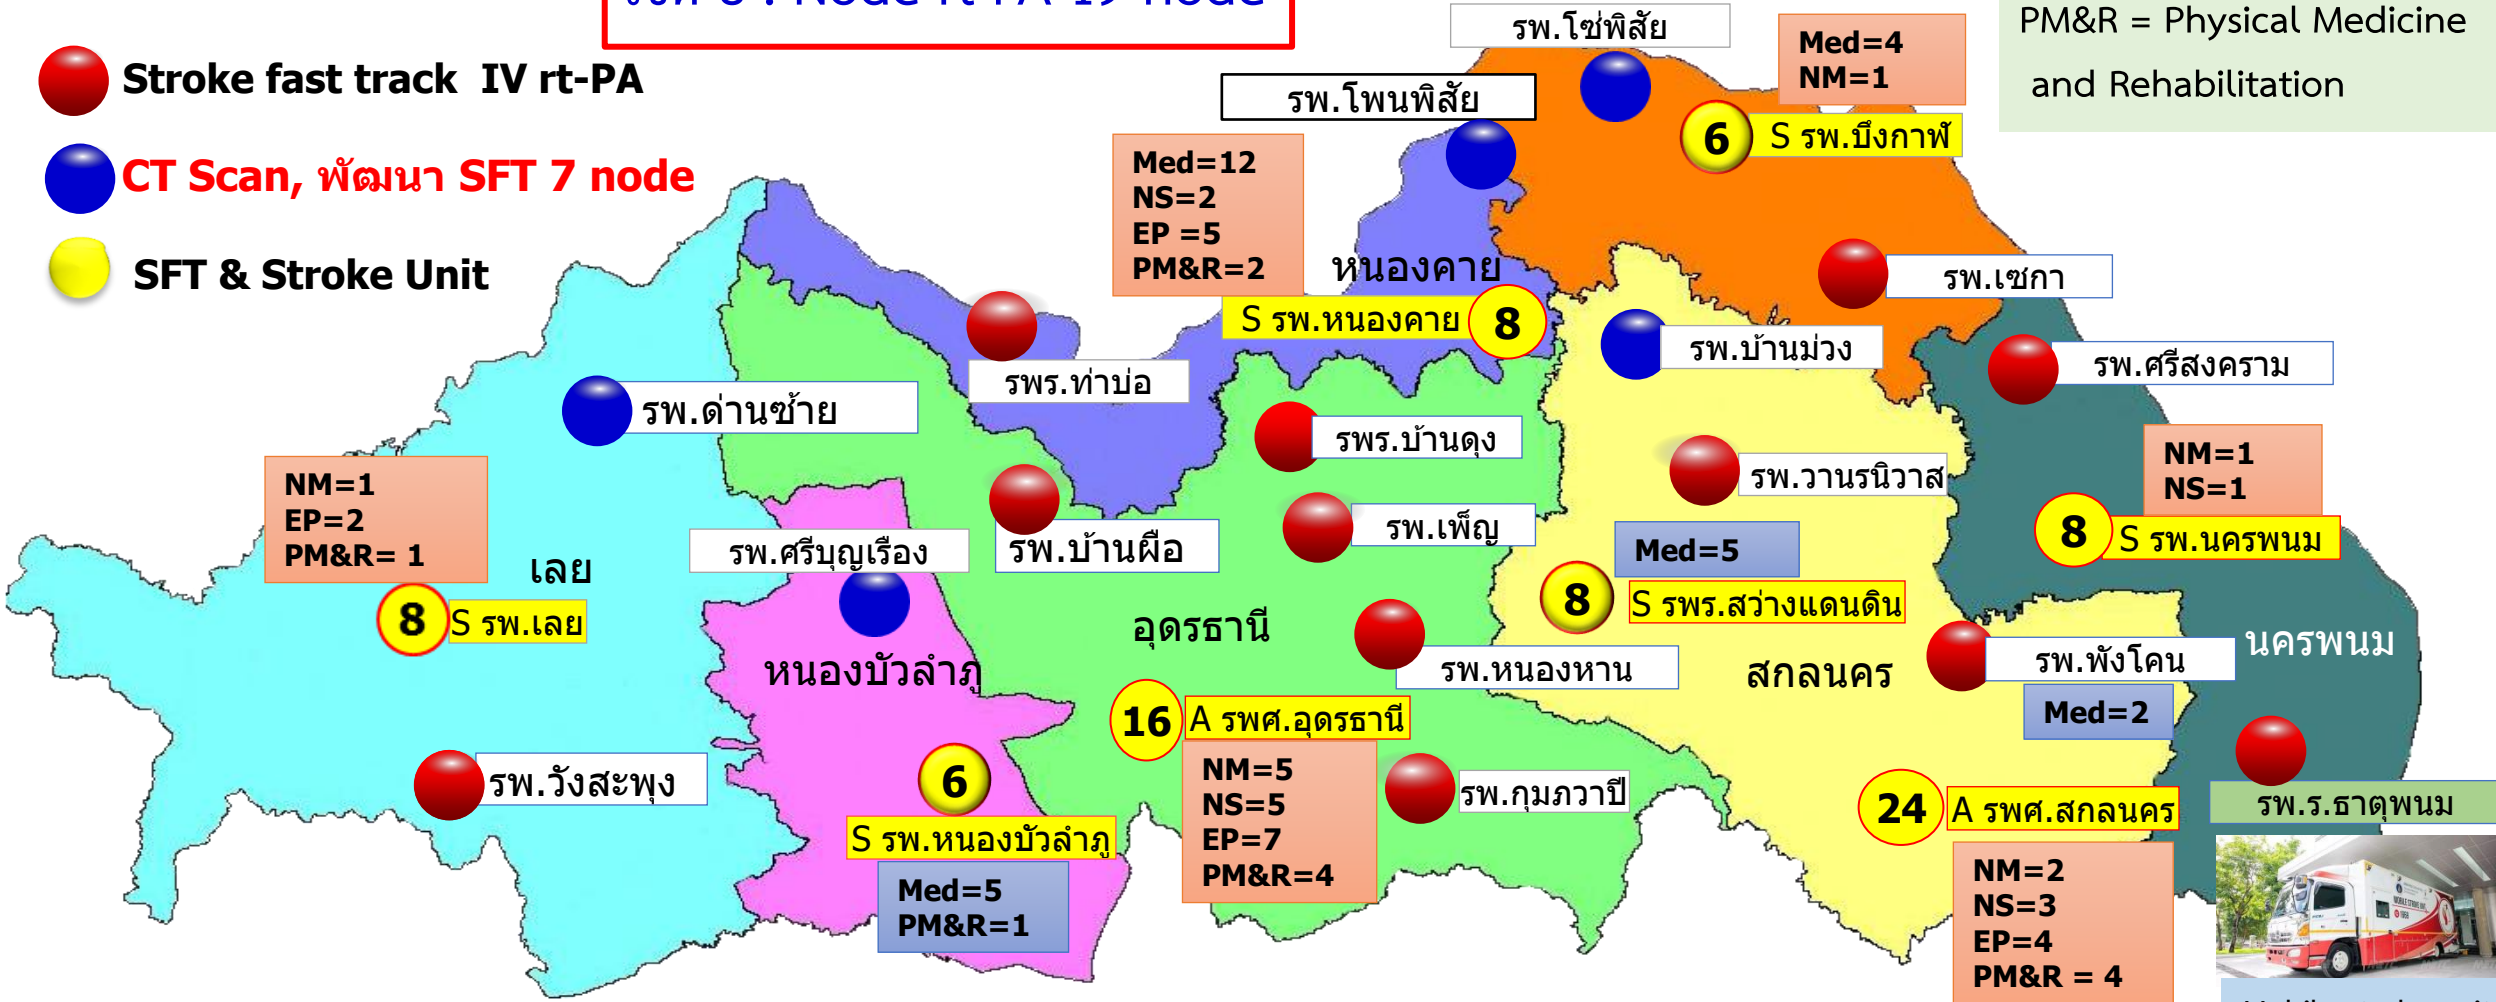 : Node rt-PA 19 node
PM&R = Physical Medicine
and Rehabilitation
Stroke fast track IV rt-PA
CT Scan, พัฒนา SFT 7 node
SFT & Stroke Unit
รพ.โซ่พิสัย
Med=4
NM=1
รพ.โพนพิสัย
6 S รพ.บึงกาฬ
Med=12
NS=2
EP =5
PM&R=2
หนองคาย
S รพ.หนองคาย 8
รพ.เซกา
รพ.บ้านม่วง
รพ.ศรีสงคราม
รพร.ท่าบ่อ
รพ.ด่านซ้าย
รพร.บ้านดุง
รพ.วานรนิวาส
NM=1
NS=1
8 S รพ.นครพนม
NM=1
EP=2
PM&R= 1
เลย
8 S รพ.เลย
รพ.ศรีบุญเรือง
รพ.บ้านผือ
รพ.เพ็ญ
Med=5
8 S รพร.สว่างแดนดิน
อุดรธานี
หนองบัวลำภู
รพ.หนองหาน
สกลนคร
รพ.พังโคน
Med=2
นครพนม
16 A รพศ.อุดรธานี
NM=5
NS=5
EP=7
PM&R=4
รพ.วังสะพุง
6
S รพ.หนองบัวลำภู
Med=5
PM&R=1
รพ.กุมภวาปี
24 A รพศ.สกลนคร
NM=2
NS=3
EP=4
PM&R = 4
รพ.ร.ธาตุพนม
MOBILE STROKE UNIT